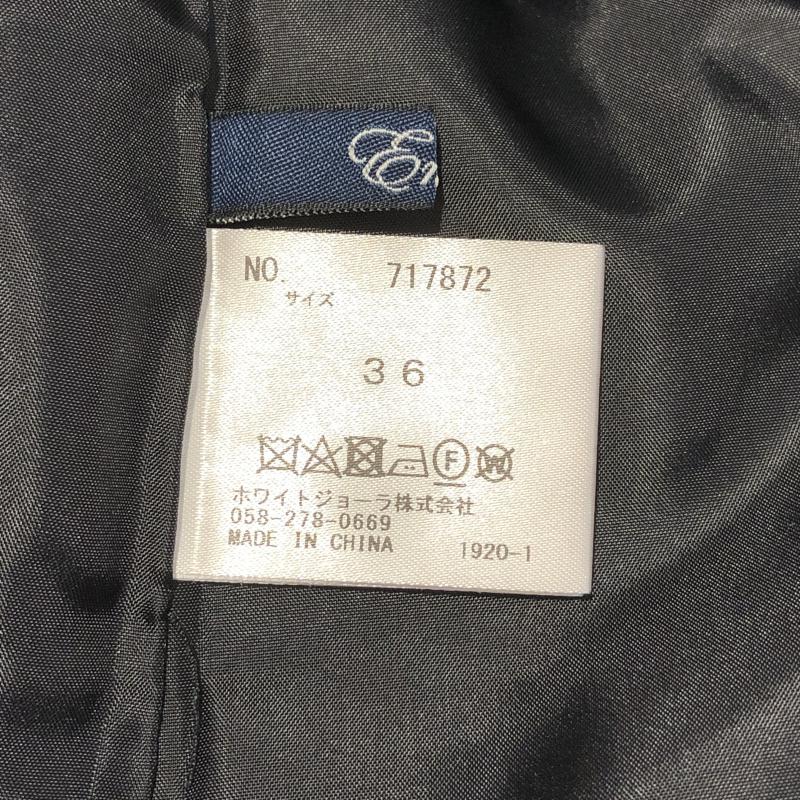 En
NO. 717872
サイズ
36
F W
ホワイトジョーラ株式会社
058-278-0669
MADE IN CHINA 1920-1